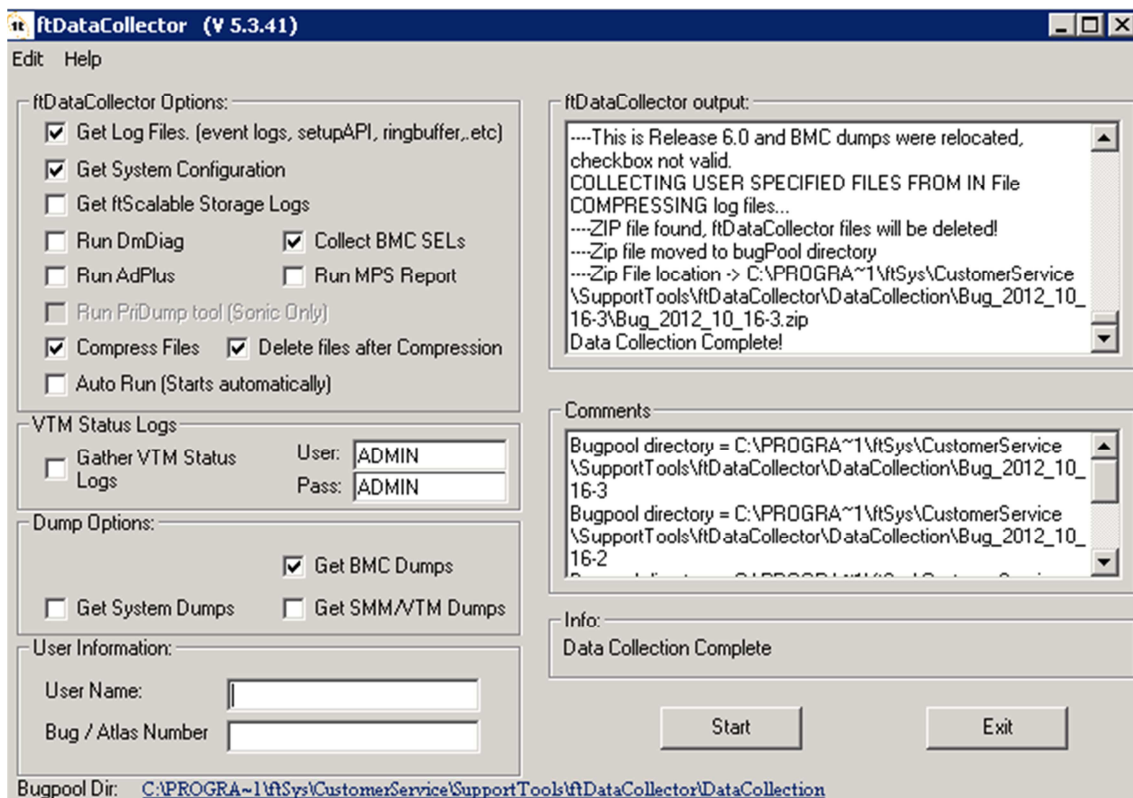 ftDataCollector (V 5.3.41)
Edit Help
ftDataCollector Options:
Get Log Files. (event logs, setupAPI, ringbuffer,.etc)
Get System Configuration
Get ftScalable Storage Logs
Run DmDiag
Collect BMC SELs
Run AdPlus
Run MPS Report
Run PriDump tool (Sonic Only)
Compress Files
Delete files after Compression
Auto Run (Starts automatically)
VTM Status Logs
Gather VTM Status
Logs
User: ADMIN
Pass: ADMIN
Dump Options:
Get BMC Dumps
Get System Dumps
Get SMM/VTM Dumps
User Information:
User Name:
Bug / Atlas Number
ftDataCollector output:
----This is Release 6.0 and BMC dumps were relocated,
checkbox not valid.
COLLECTING USER SPECIFIED FILES FROM IN File
COMPRESSING log files...
----ZIP file found, ftDataCollector files will be deleted!
----Zip file moved to bugPool directory
----Zip File location -> C:\PROGRA~1\ftSys\CustomerService
\SupportTools\ftDataCollector\DataCollection\Bug_2012_10_
16-3\Bug_2012_10_16-3.zip
Data Collection Complete!
Comments
Bugpool directory = C:\PROGRA~1\ftSys\CustomerService
\SupportTools\ftDataCollector\DataCollection\Bug_2012_10_
16-3
Bugpool directory = C:\PROGRA~1\ftSys\CustomerService
\SupportTools\ftDataCollector\DataCollection\Bug_2012_10_
16-2
Info:
Data Collection Complete
Start
Exit
Bugpool Dir: C:\PROGRA~1\ftSys\CustomerService\SupportTools\ftDataCollector\DataCollection